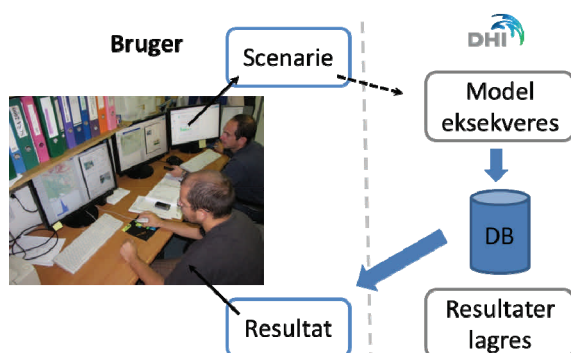 Bruger
Scenarie
DHI
Model
eksekveres
DB
Resultat
Resultater
lagres